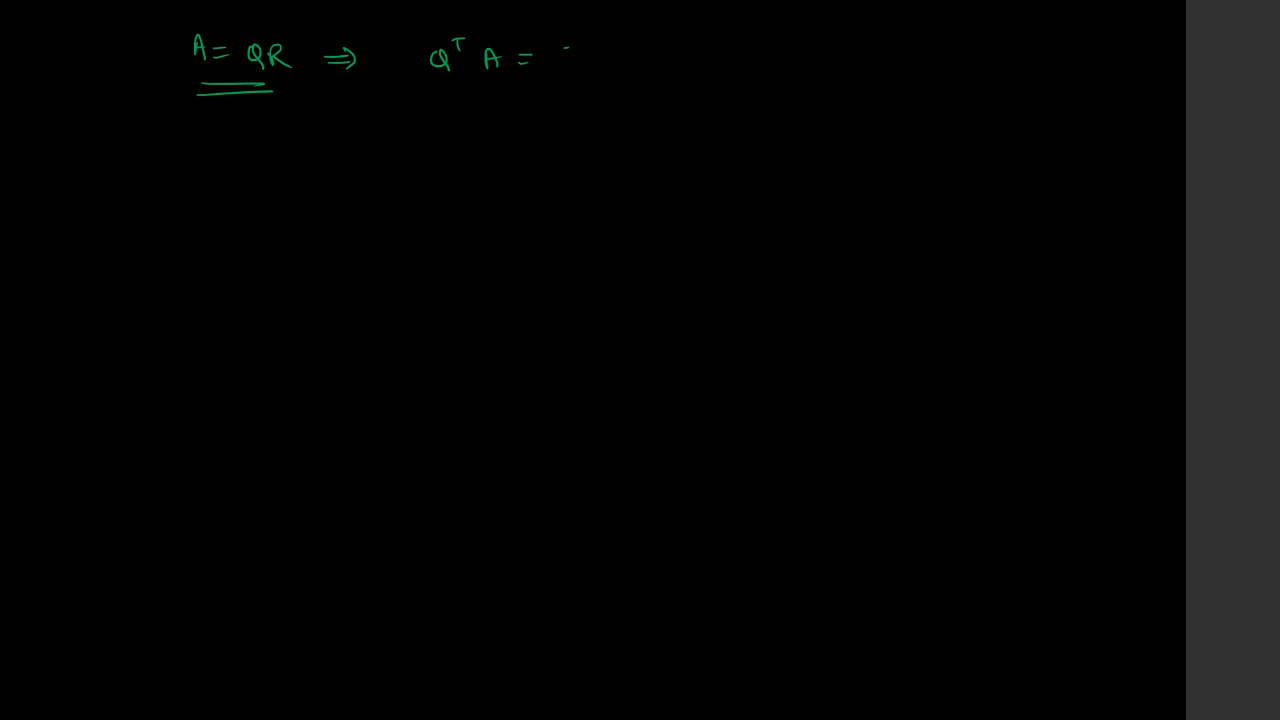 A = QR ⇒ Qᵀ A =